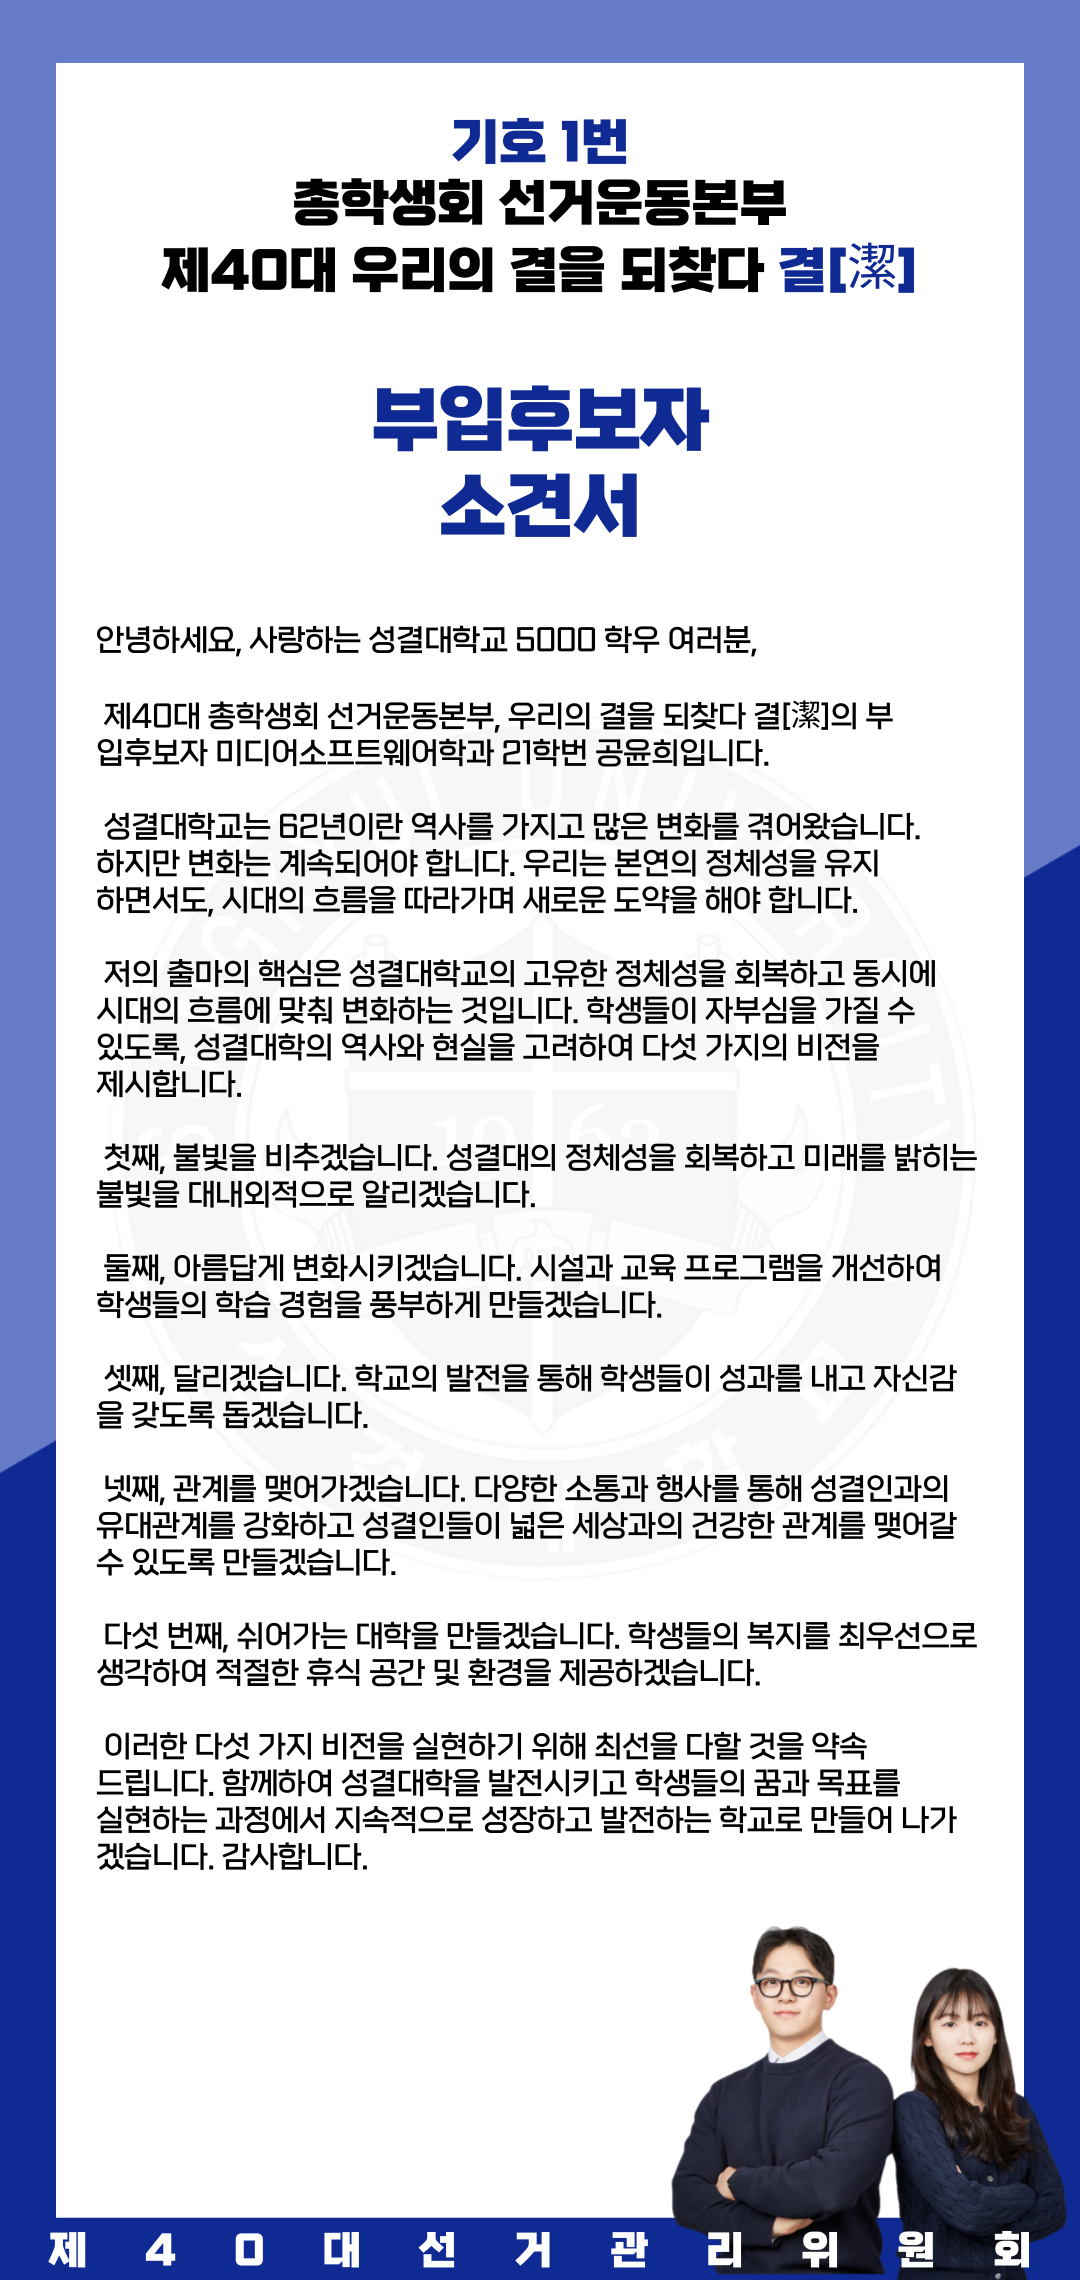 기호 1번
총학생회 선거운동본부
제40대 우리의 결을 되찾다 결[潔]
부입후보자
소견서
안녕하세요, 사랑하는 성결대학교 5000 학우 여러분,
제40대 총학생회 선거운동본부, 우리의 결을 되찾다 결[潔]의 부
입후보자 미디어소프트웨어학과 21학번 공윤희입니다.
성결대학교는 62년이란 역사를 가지고 많은 변화를 겪어왔습니다.
하지만 변화는 계속되어야 합니다. 우리는 본연의 정체성을 유지
하면서도, 시대의 흐름을 따라가며 새로운 도약을 해야 합니다.
저의 출마의 핵심은 성결대학교의 고유한 정체성을 회복하고 동시에
시대의 흐름에 맞춰 변화하는 것입니다. 학생들이 자부심을 가질 수
있도록, 성결대학의 역사와 현실을 고려하여 다섯 가지의 비전을
제시합니다.
첫째, 불빛을 비추겠습니다. 성결대의 정체성을 회복하고 미래를 밝히는
불빛을 대내외적으로 알리겠습니다.
둘째, 아름답게 변화시키겠습니다. 시설과 교육 프로그램을 개선하여
학생들의 학습 경험을 풍부하게 만들겠습니다.
셋째, 달리겠습니다. 학교의 발전을 통해 학생들이 성과를 내고 자신감
을 갖도록 돕겠습니다.
넷째, 관계를 맺어가겠습니다. 다양한 소통과 행사를 통해 성결인과의
유대관계를 강화하고 성결인들이 넓은 세상과의 건강한 관계를 맺어갈
수 있도록 만들겠습니다.
다섯 번째, 쉬어가는 대학을 만들겠습니다. 학생들의 복지를 최우선으로
생각하여 적절한 휴식 공간 및 환경을 제공하겠습니다.
이러한 다섯 가지 비전을 실현하기 위해 최선을 다할 것을 약속
드립니다. 함께하여 성결대학을 발전시키고 학생들의 꿈과 목표를
실현하는 과정에서 지속적으로 성장하고 발전하는 학교로 만들어 나가
겠습니다. 감사합니다.
제40대선거관리위원회